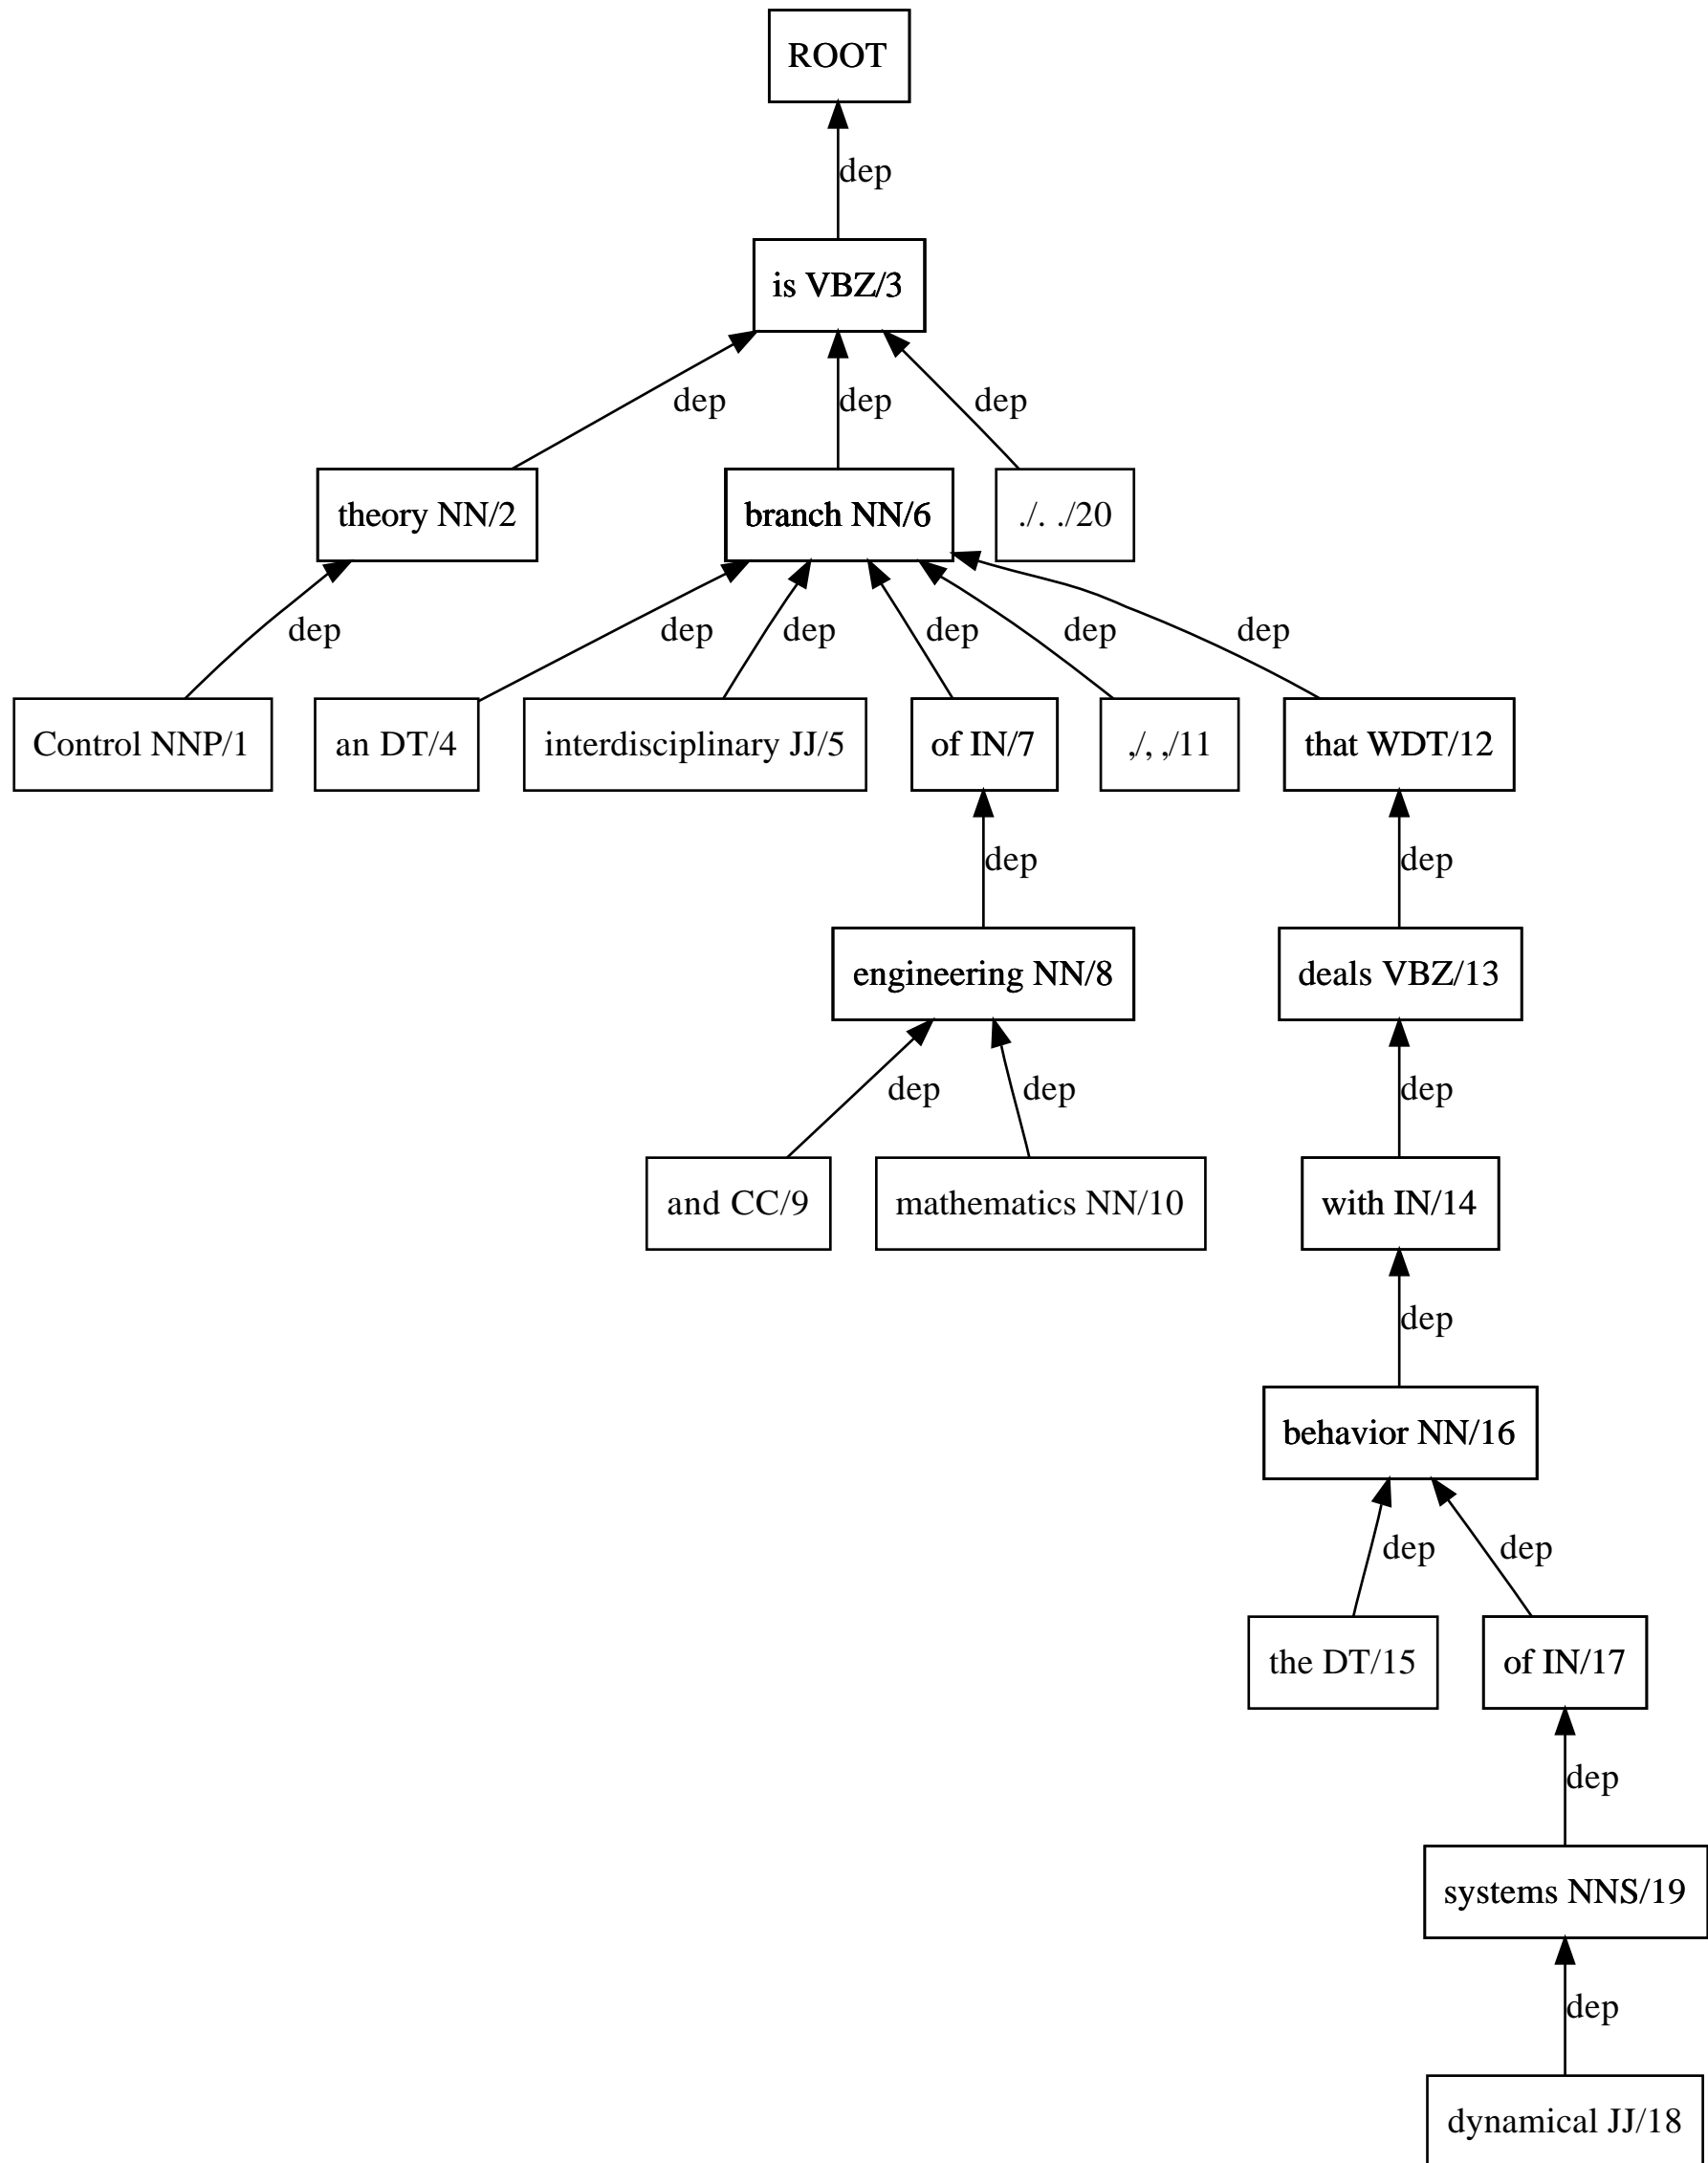 ROOT
dep
is VBZ/3
dep dep dep
theory NN/2 branch NN/6 ./. ./20
dep dep dep dep dep dep
Control NNP/1 an DT/4 interdisciplinary JJ/5 of IN/7 ,/, ,/11 that WDT/12
dep dep
engineering NN/8 deals VBZ/13
dep dep dep
and CC/9 mathematics NN/10 with IN/14
dep
behavior NN/16
dep dep
the DT/15 of IN/17
dep
systems NNS/19
dep
dynamical JJ/18